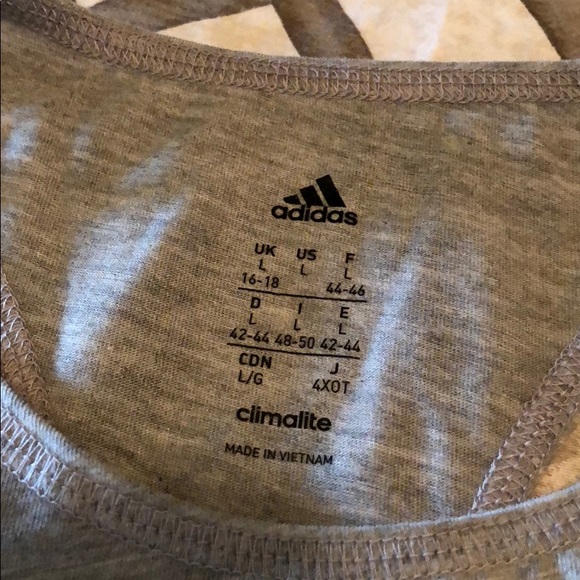 adidas
UK US F
L L L
16-18 44-46
D I E
L L L
42-44 48-50 42-44
CDN J
L/G 4XOT
climalite
MADE IN VIETNAM